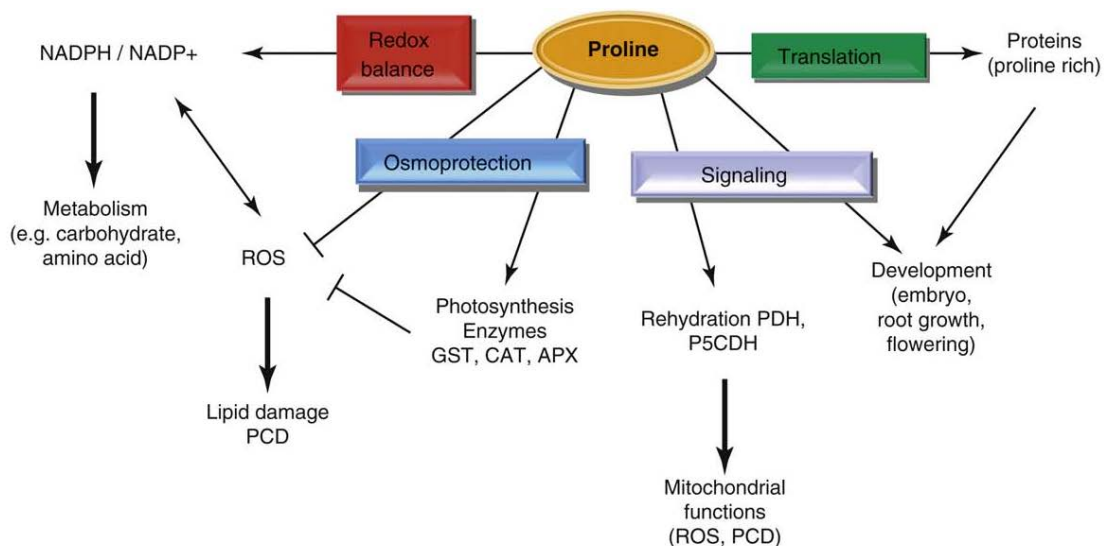 NADPH / NADP+
Redox
balance
Proline
Translation
Proteins
(proline rich)
Osmoprotection
Signaling
Metabolism
(e.g. carbohydrate,
amino acid)
ROS
Photosynthesis
Enzymes
GST, CAT, APX
Rehydration PDH,
P5CDH
Development
(embryo,
root growth,
flowering)
Lipid damage
PCD
Mitochondrial
functions
(ROS, PCD)